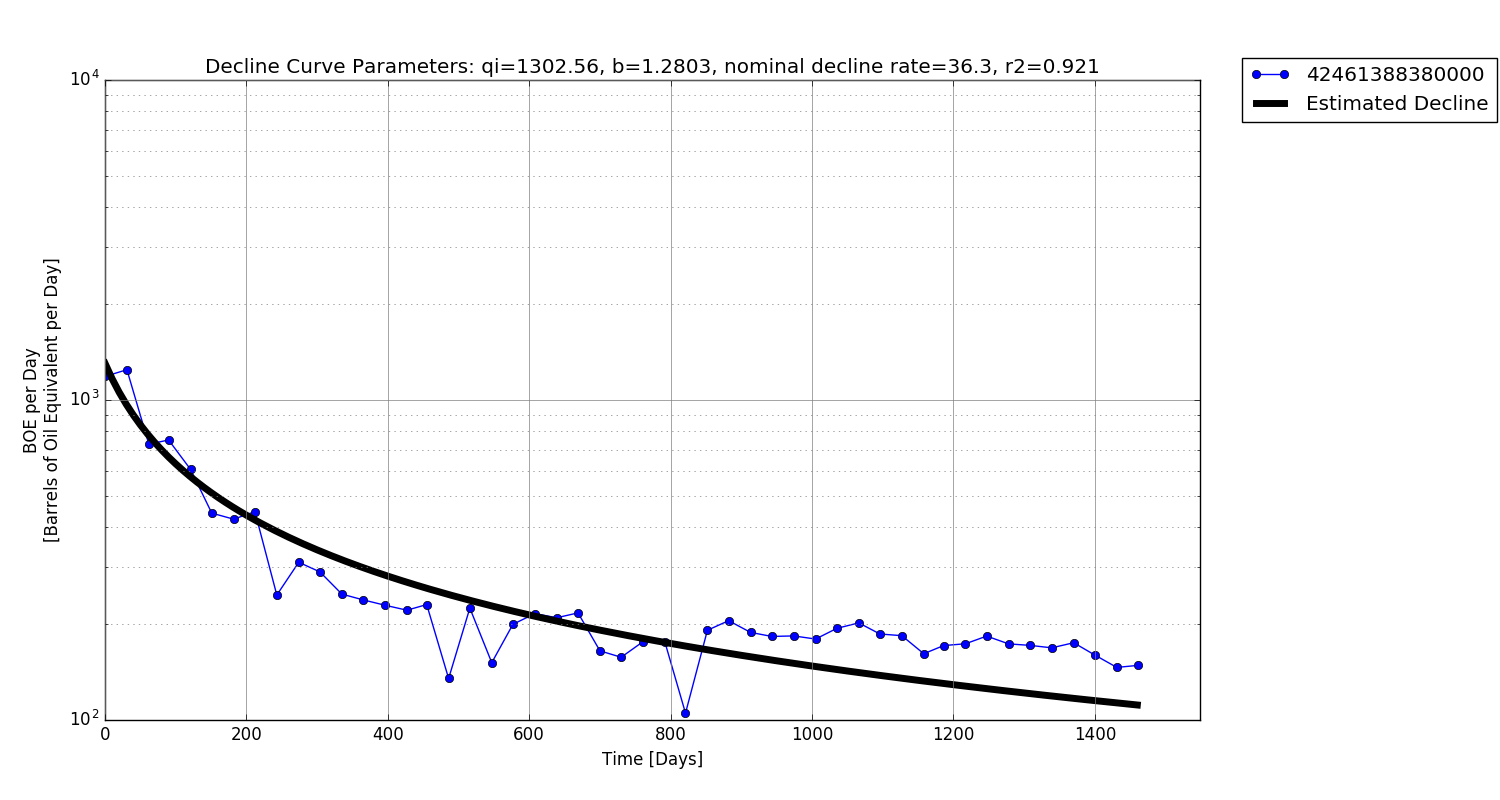 Decline Curve Parameters: qi=1302.56, b=1.2803, nominal decline rate=36.3, r2=0.921
42461388380000
Estimated Decline
10^4
10^3
10^2
BOE per Day
[Barrels of Oil Equivalent per Day]
0 200 400 600 800 1000 1200 1400
Time [Days]